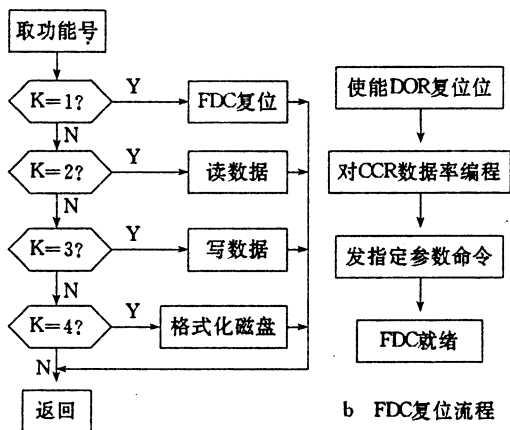 取功能号
K=1?
Y
FDC复位
N
K=2?
Y
读数据
N
K=3?
Y
写数据
N
K=4?
Y
格式化磁盘
N
返回
使能DOR复位位
对CCR数据率编程
发指定参数命令
FDC就绪
b FDC复位流程